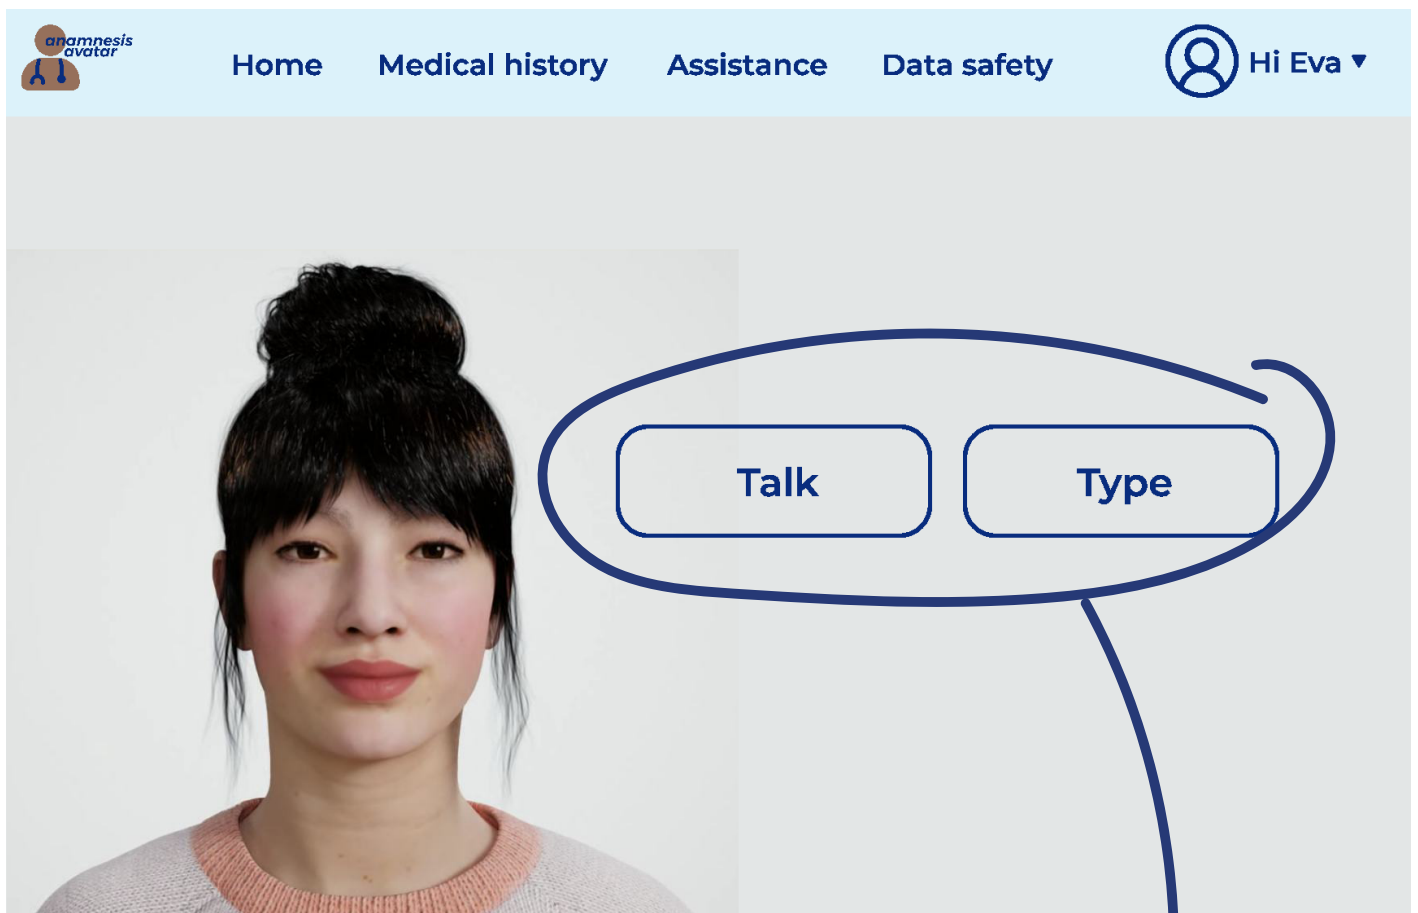 anamnesis
avatar
Home
Medical history
Assistance
Data safety
Hi Eva
Talk
Type